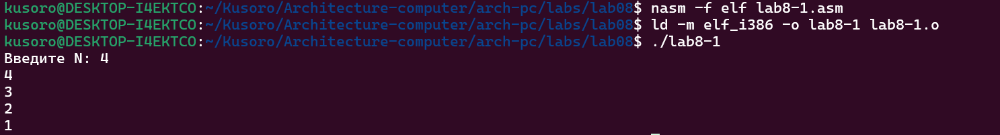 kusoro@DESKTOP-I4EKTCO:~/Kusoro/Architecture-computer/arch-pc/labs/lab08$ nasm -f elf lab8-1.asm
kusoro@DESKTOP-I4EKTCO:~/Kusoro/Architecture-computer/arch-pc/labs/lab08$ ld -m elf_i386 -o lab8-1 lab8-1.o
kusoro@DESKTOP-I4EKTCO:~/Kusoro/Architecture-computer/arch-pc/labs/lab08$ ./lab8-1
Введите N: 4
4
3
2
1